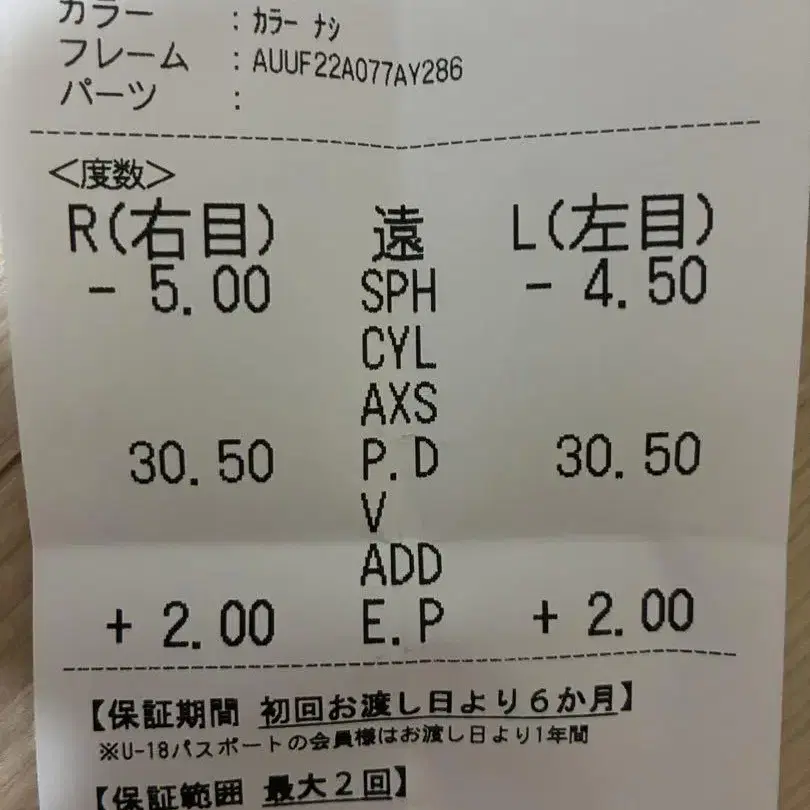 カラー : ｶﾗｰ ﾅｼ
フレーム : AUUF22A077AY286
パーツ :
<度数>
R(右目) 遠 L(左目)
- 5.00 SPH - 4.50
CYL
AXS
30.50 P.D 30.50
V
ADD
+ 2.00 E.P + 2.00
【保証期間 初回お渡し日より６か月】
※U-18パスポートの会員様はお渡し日より1年間
【保証範囲 最大２回】